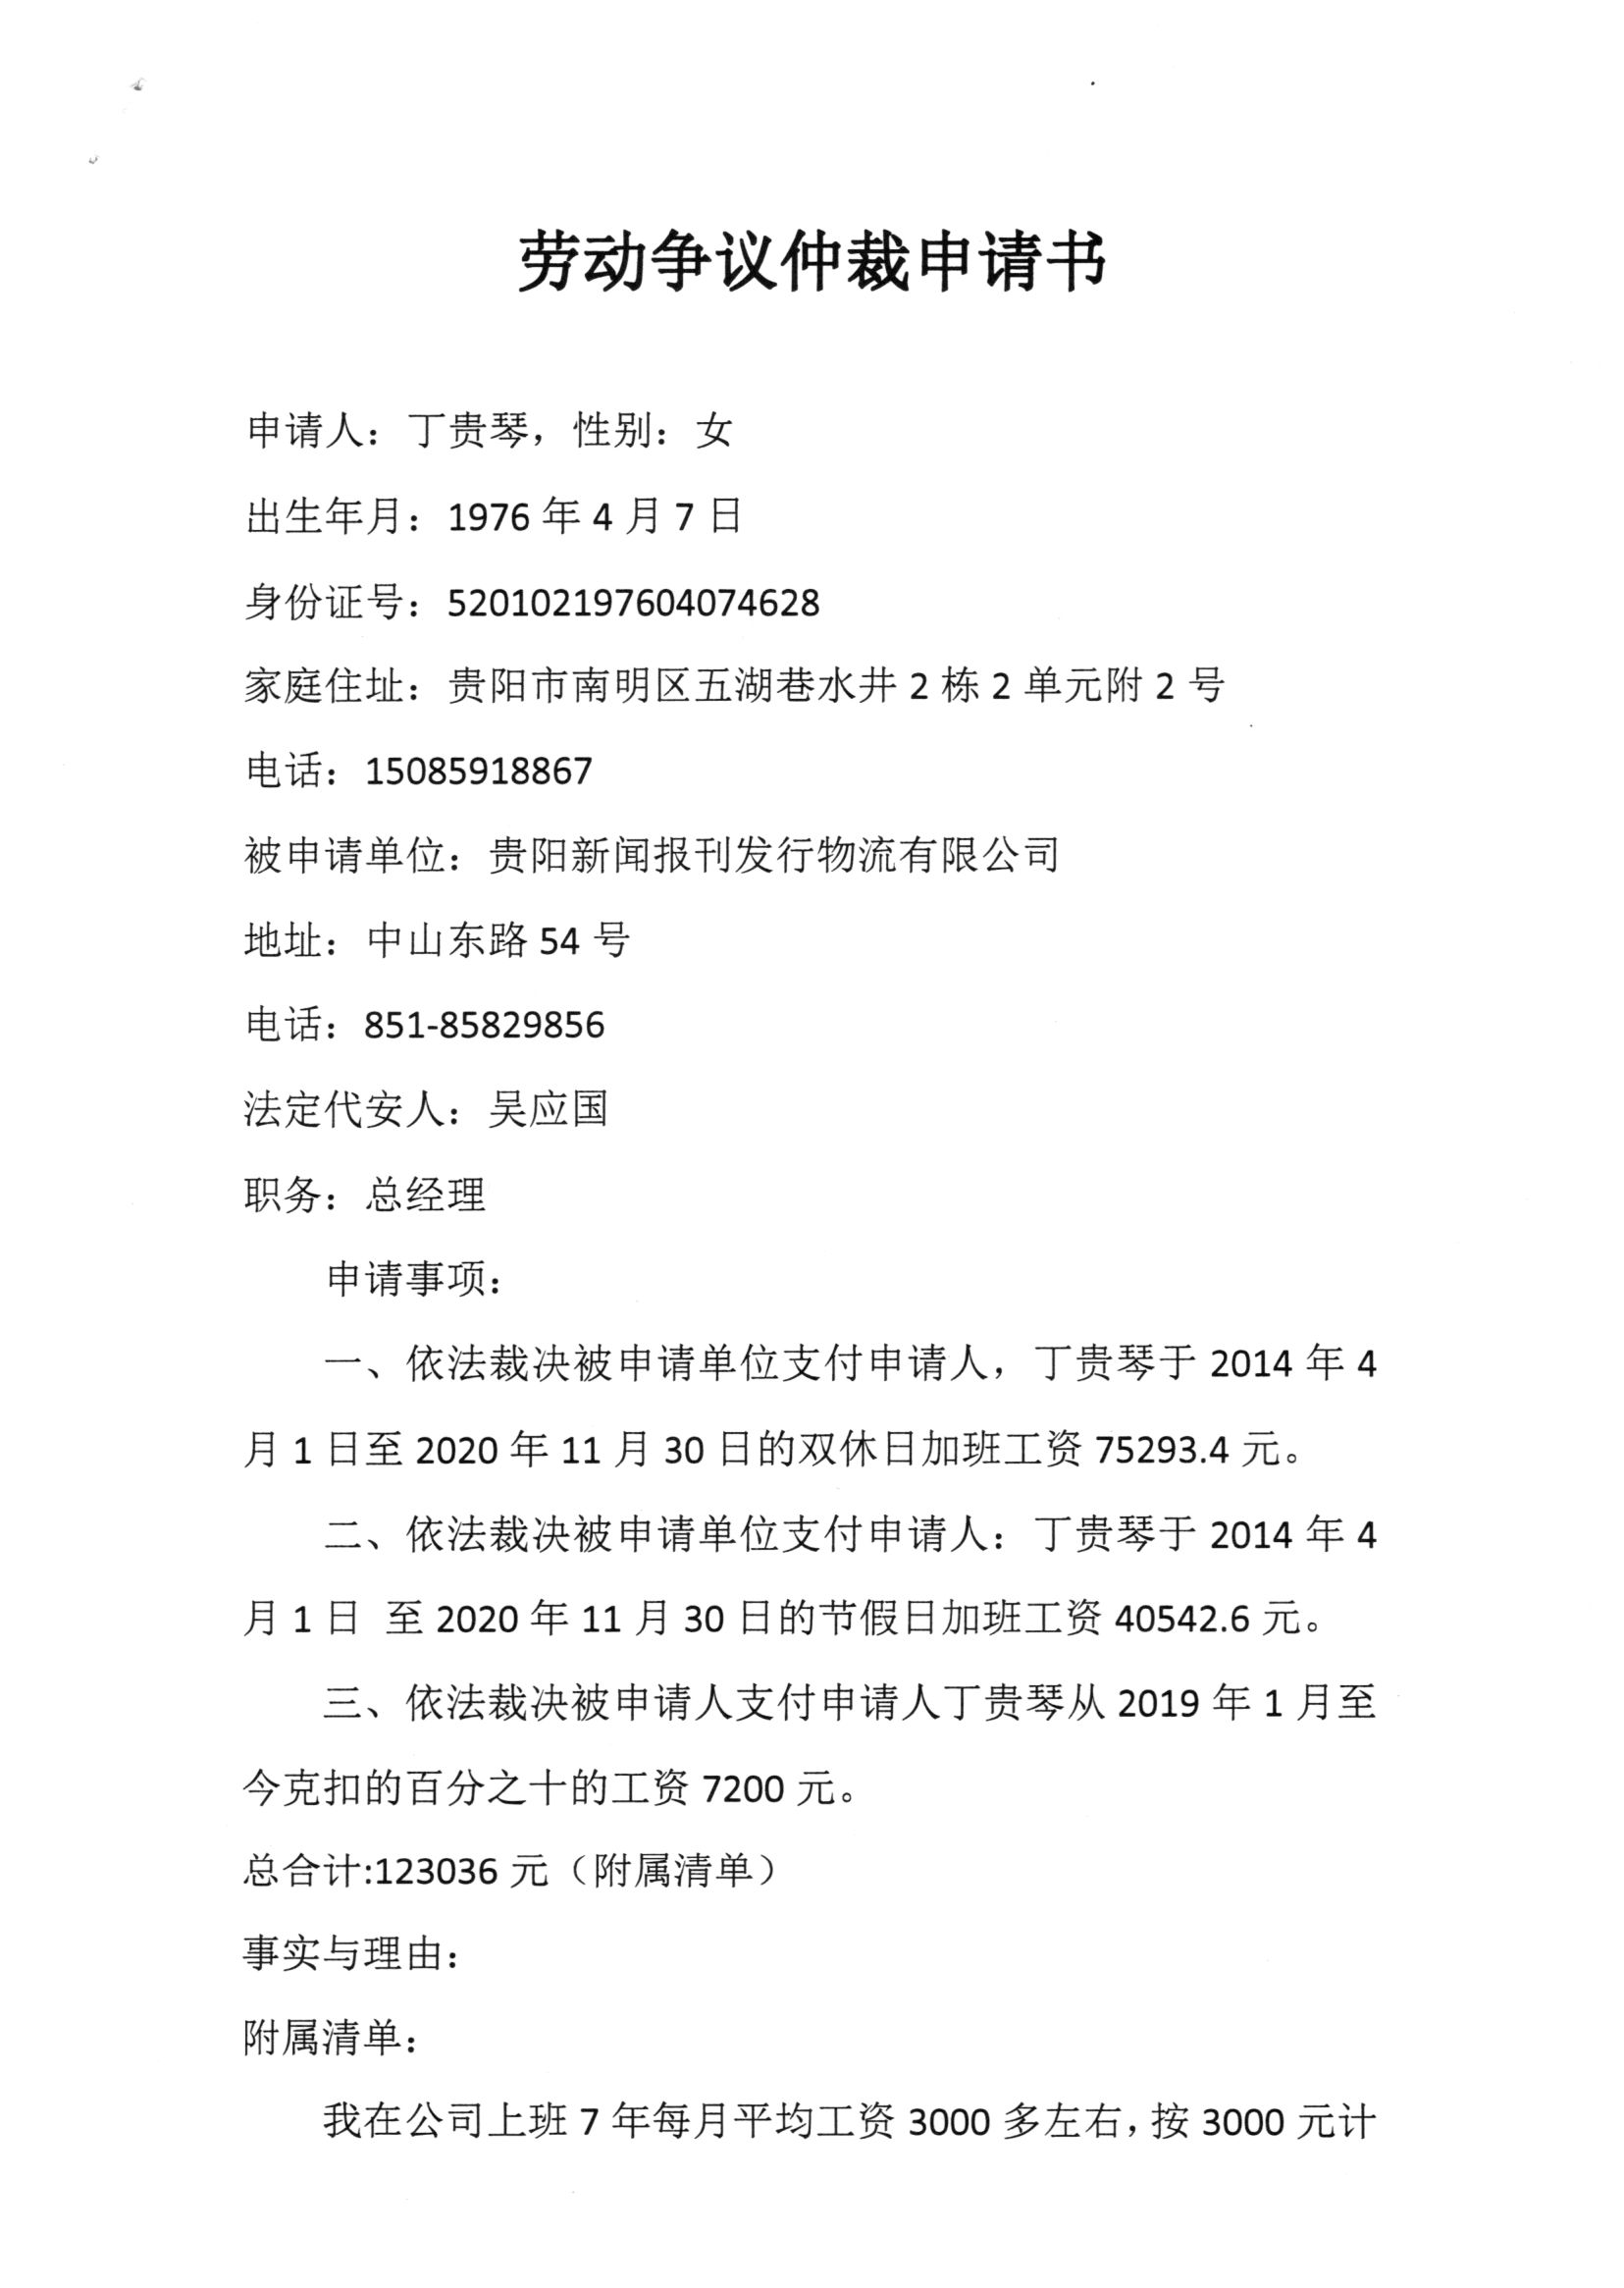 劳动争议仲裁申请书
申请人：丁贵琴，性别：女
出生年月：1976 年 4 月 7 日
身份证号：520102197604074628
家庭住址：贵阳市南明区五湖巷水井 2 栋 2 单元附 2 号
电话：15085918867
被申请单位：贵阳新闻报刊发行物流有限公司
地址：中山东路 54 号
电话：851-85829856
法定代安人：吴应国
职务：总经理
申请事项：
一、依法裁决被申请单位支付申请人，丁贵琴于 2014 年 4
月 1 日至 2020 年 11 月 30 日的双休日加班工资 75293.4 元。
二、依法裁决被申请单位支付申请人：丁贵琴于 2014 年 4
月 1 日 至 2020 年 11 月 30 日的节假日加班工资 40542.6 元。
三、依法裁决被申请人支付申请人丁贵琴从 2019 年 1 月至
今克扣的百分之十的工资 7200 元。
总合计:123036 元（附属清单）
事实与理由：
附属清单：
我在公司上班 7 年每月平均工资 3000 多左右，按 3000 元计